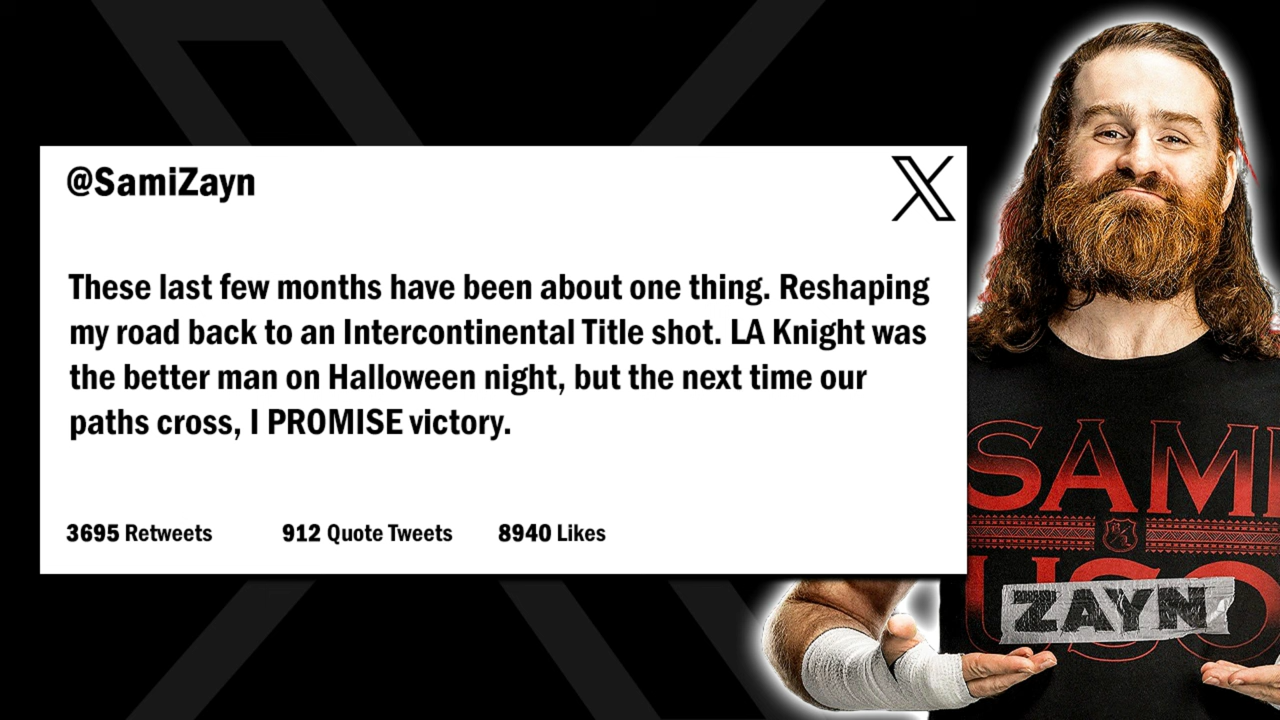 @SamiZayn
These last few months have been about one thing. Reshaping
my road back to an Intercontinental Title shot. LA Knight was
the better man on Halloween night, but the next time our
paths cross, I PROMISE victory.
3695 Retweets 912 Quote Tweets 8940 Likes
SAMI
USO
ZAYN